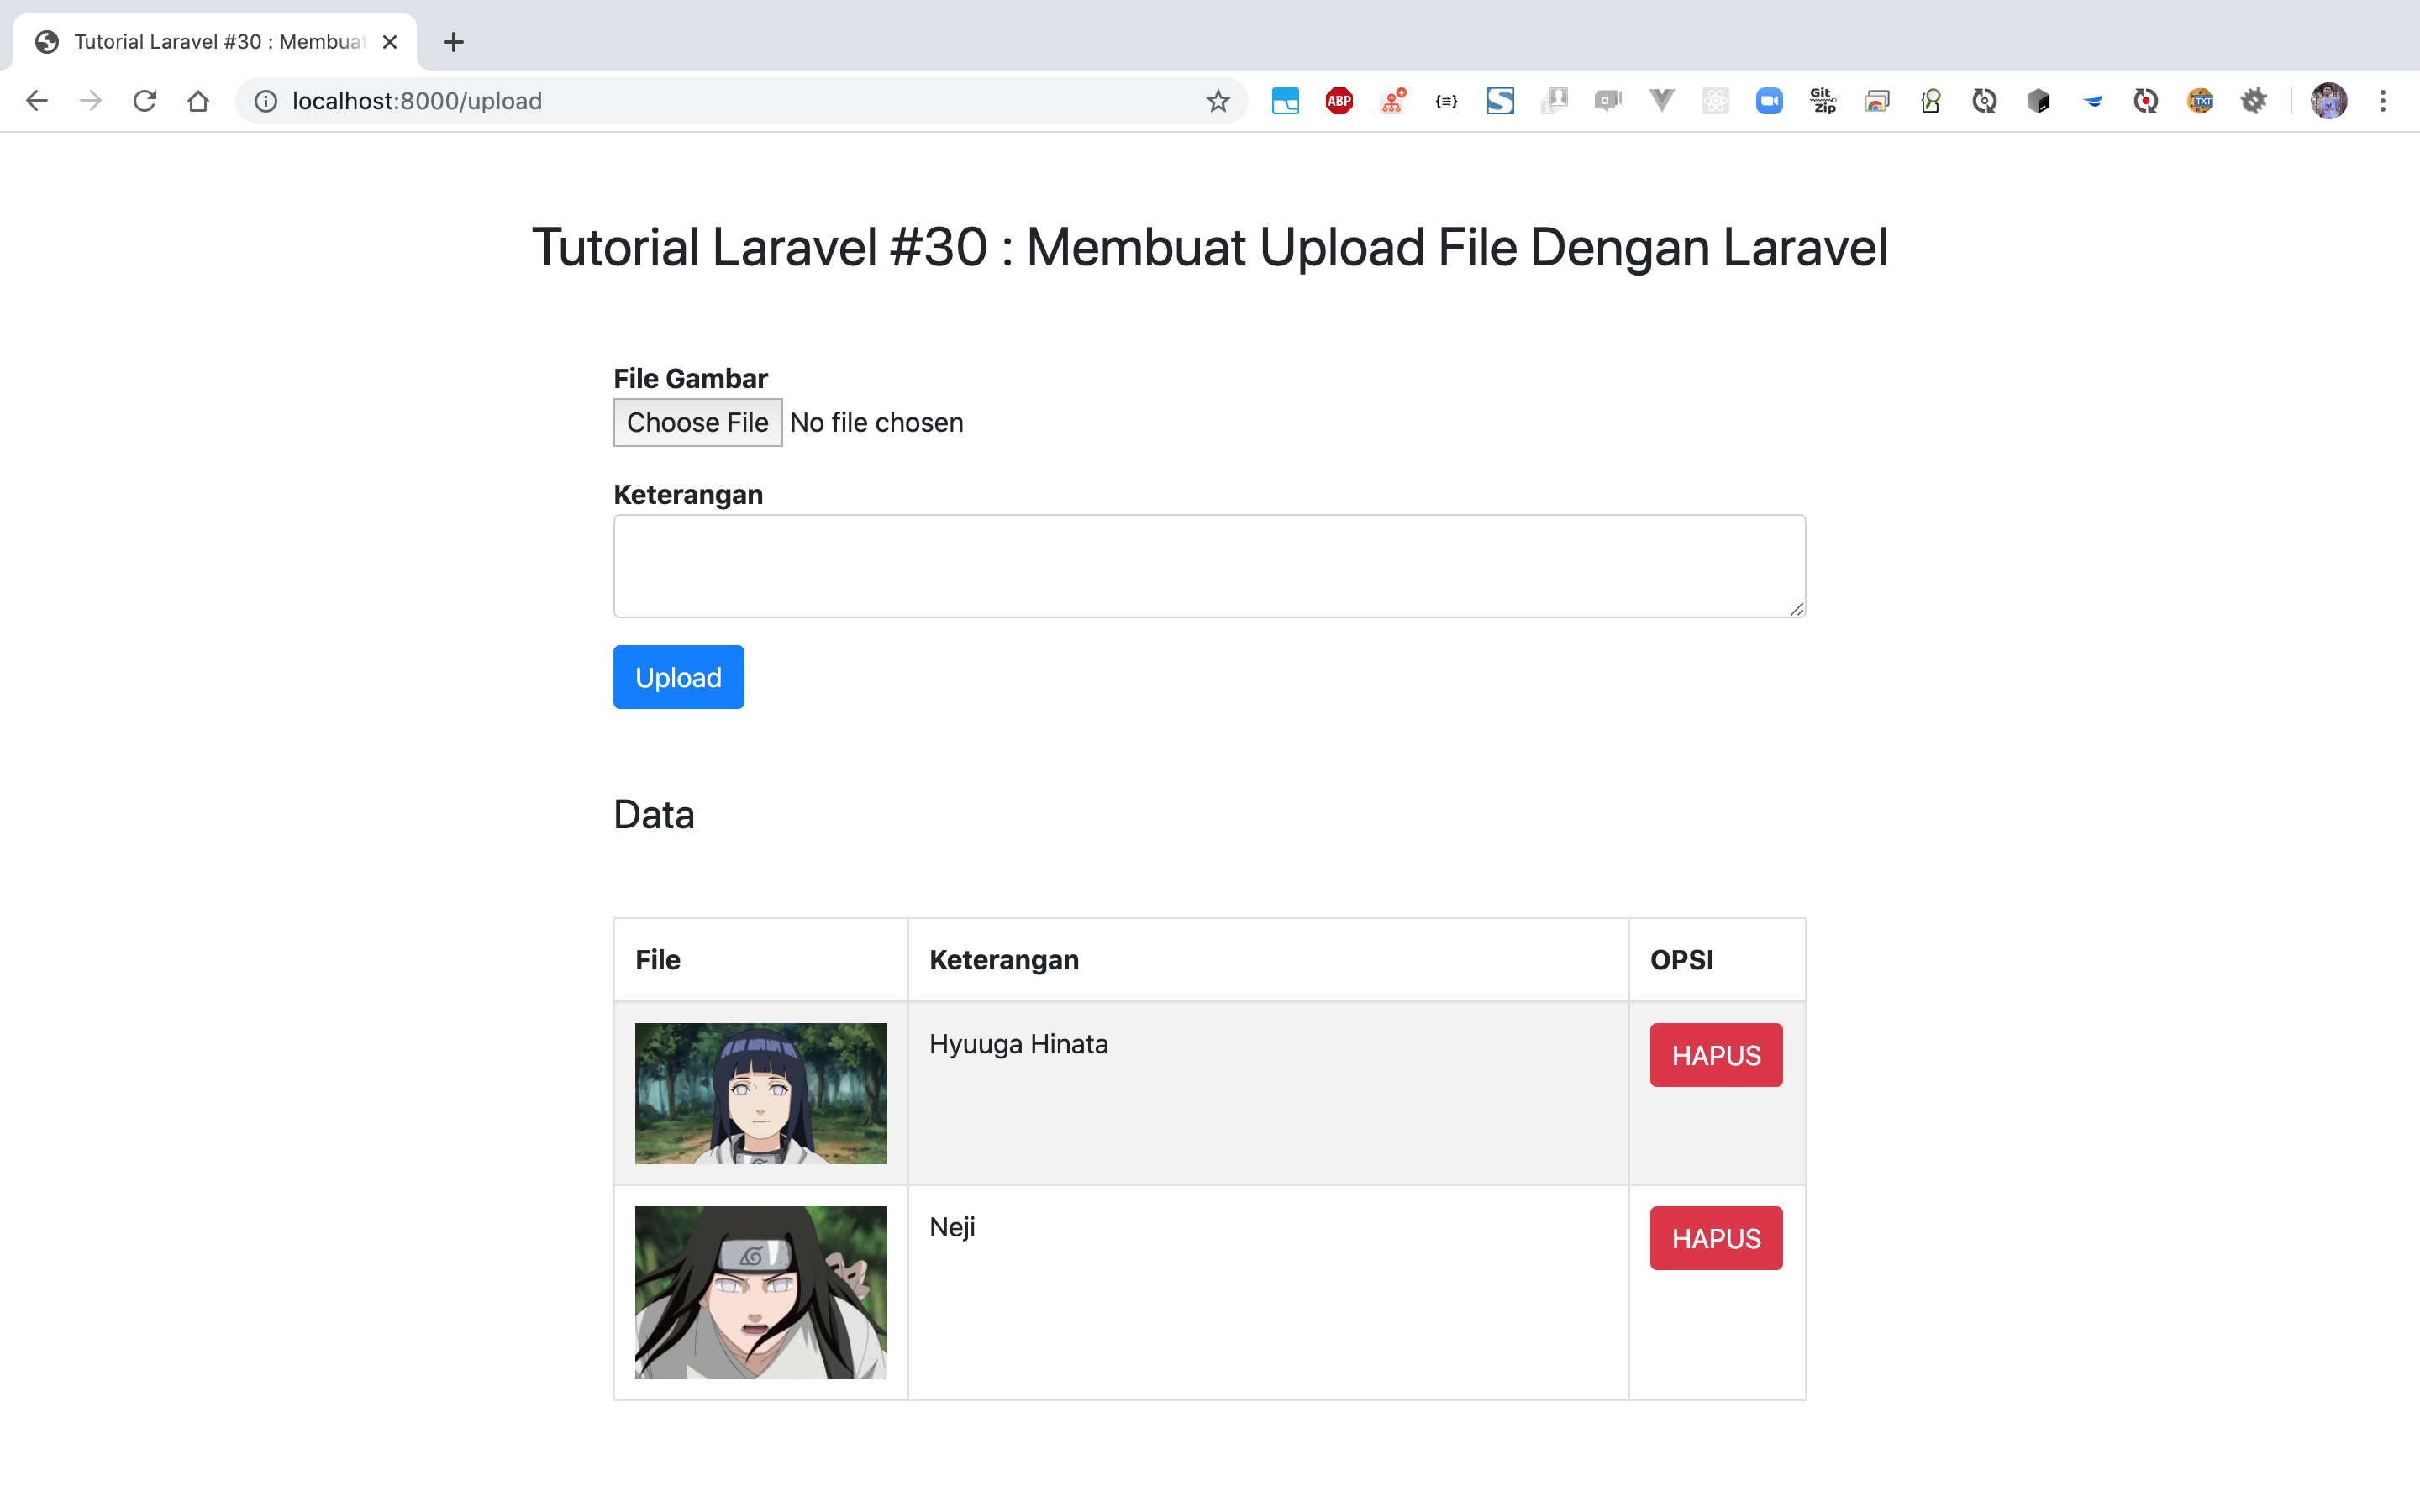 Tutorial Laravel #30 : Membuat
localhost:8000/upload
ABP
{≡}
S
a
Git
Zip
TXT
Tutorial Laravel #30 : Membuat Upload File Dengan Laravel
File Gambar
Choose File No file chosen
Keterangan
Upload
Data
File Keterangan OPSI
Hyuuga Hinata HAPUS
Neji HAPUS